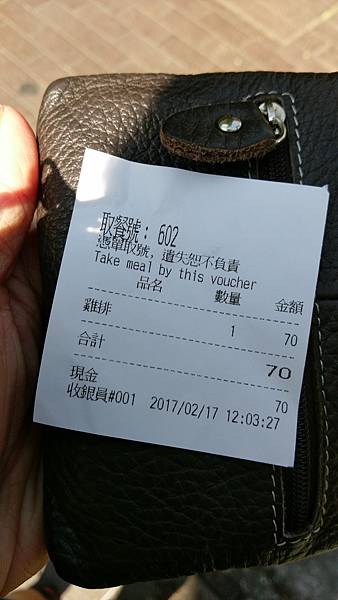 取餐號：602
憑單取號，遺失恕不負責
Take meal by this voucher
品名 數量 金額
雞排 1 70
合計 70
現金 70
收銀員#001 2017/02/17 12:03:27